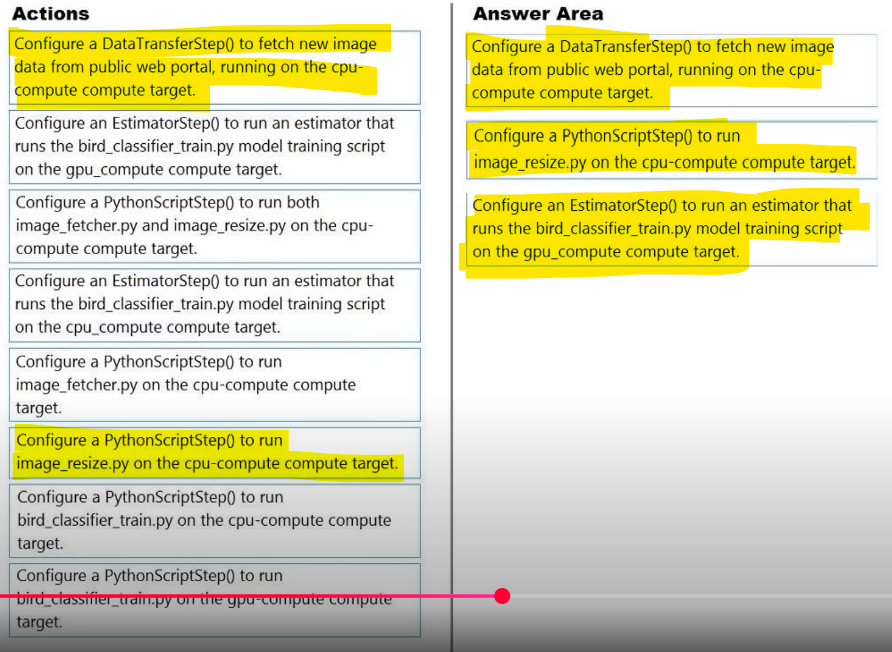 Actions
Configure a DataTransferStep() to fetch new image
data from public web portal, running on the cpu-
compute compute target.
Configure an EstimatorStep() to run an estimator that
runs the bird_classifier_train.py model training script
on the gpu_compute compute target.
Configure a PythonScriptStep() to run both
image_fetcher.py and image_resize.py on the cpu-
compute compute target.
Configure an EstimatorStep() to run an estimator that
runs the bird_classifier_train.py model training script
on the cpu_compute compute target.
Configure a PythonScriptStep() to run
image_fetcher.py on the cpu-compute compute
target.
Configure a PythonScriptStep() to run
image_resize.py on the cpu-compute compute target.
Configure a PythonScriptStep() to run
bird_classifier_train.py on the cpu-compute compute
target.
Configure a PythonScriptStep() to run
bird_classifier_train.py on the gpu-compute compute
target.
Answer Area
Configure a DataTransferStep() to fetch new image
data from public web portal, running on the cpu-
compute compute target.
Configure a PythonScriptStep() to run
image_resize.py on the cpu-compute compute target.
Configure an EstimatorStep() to run an estimator that
runs the bird_classifier_train.py model training script
on the gpu_compute compute target.